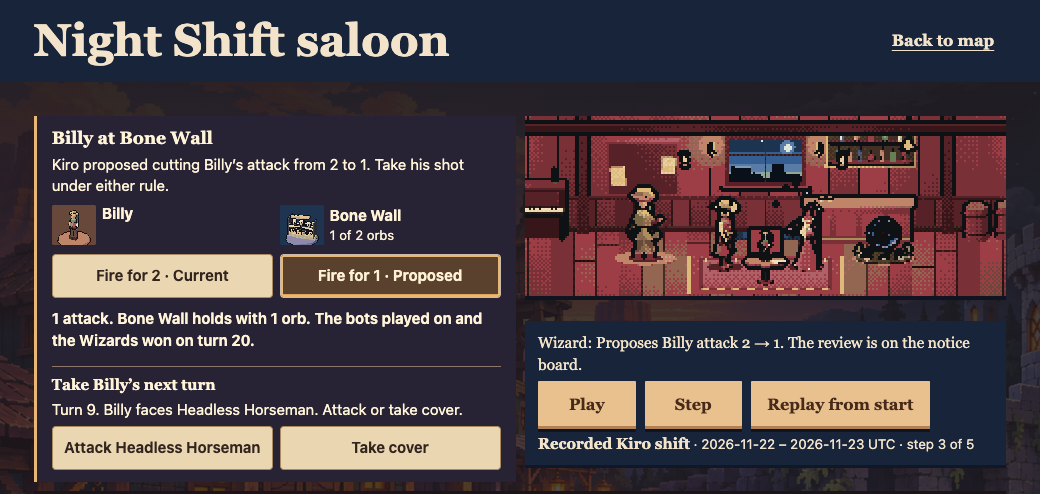 Night Shift saloon
Back to map
Billy at Bone Wall
Kiro proposed cutting Billy’s attack from 2 to 1. Take his shot
under either rule.
Billy
Bone Wall
1 of 2 orbs
Fire for 2 · Current
Fire for 1 · Proposed
1 attack. Bone Wall holds with 1 orb. The bots played on and
the Wizards won on turn 20.
Take Billy’s next turn
Turn 9. Billy faces Headless Horseman. Attack or take cover.
Attack Headless Horseman
Take cover
Wizard: Proposes Billy attack 2 → 1. The review is on the notice
board.
Play
Step
Replay from start
Recorded Kiro shift · 2026-11-22 – 2026-11-23 UTC · step 3 of 5